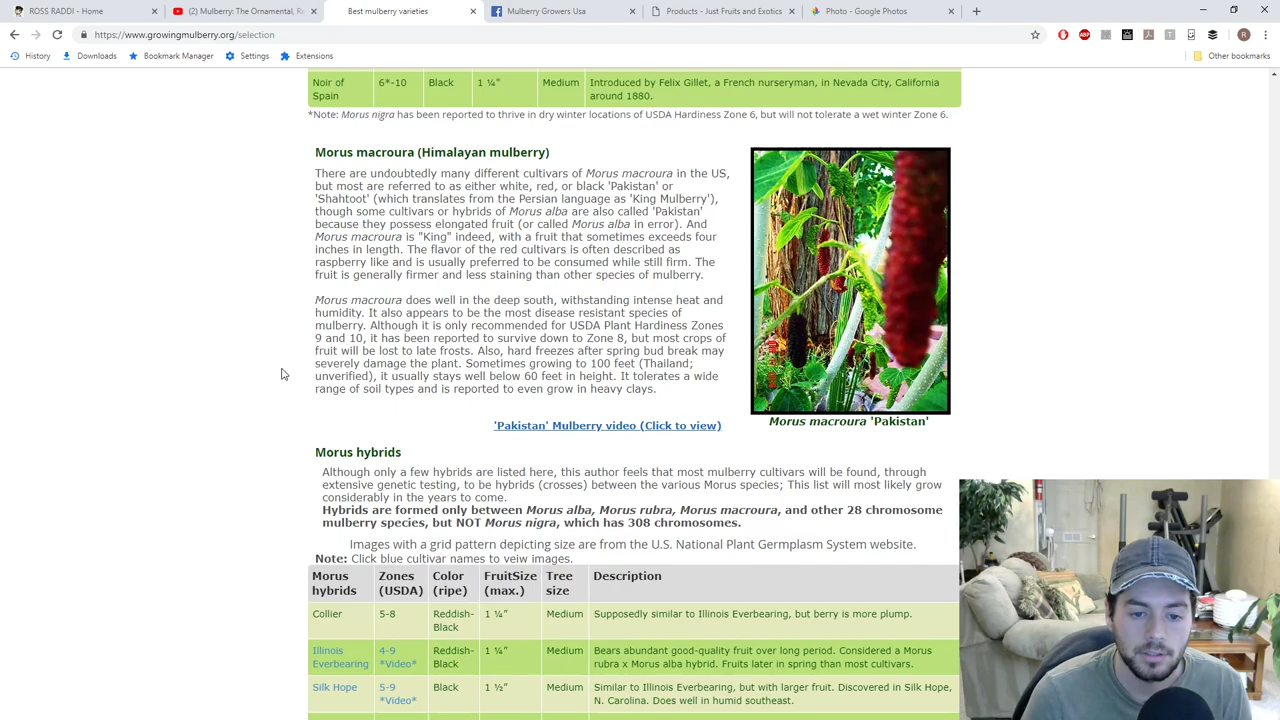 ROSS RADDI - Home
(2) Mulberry: The Ornamental, Re
Best mulberry varieties
Mulberry Growers Usa
Products - Just Fruits and Exotics
Photo - Google Photos
https://www.growingmulberry.org/selection
ABP
R
History
Downloads
Bookmark Manager
Settings
Extensions
Other bookmarks
Noir of Spain 6*-10 Black 1 ¼" Medium Introduced by Felix Gillet, a French nurseryman, in Nevada City, California around 1880.
*Note: Morus nigra has been reported to thrive in dry winter locations of USDA Hardiness Zone 6, but will not tolerate a wet winter Zone 6.
Morus macroura (Himalayan mulberry)
There are undoubtedly many different cultivars of Morus macroura in the US,
but most are referred to as either white, red, or black 'Pakistan' or
'Shahtoot' (which translates from the Persian language as 'King Mulberry'),
though some cultivars or hybrids of Morus alba are also called 'Pakistan'
because they possess elongated fruit (or called Morus alba in error). And
Morus macroura is "King" indeed, with a fruit that sometimes exceeds four
inches in length. The flavor of the red cultivars is often described as
raspberry like and is usually preferred to be consumed while still firm. The
fruit is generally firmer and less staining than other species of mulberry.
Morus macroura does well in the deep south, withstanding intense heat and
humidity. It also appears to be the most disease resistant species of
mulberry. Although it is only recommended for USDA Plant Hardiness Zones
9 and 10, it has been reported to survive down to Zone 8, but most crops of
fruit will be lost to late frosts. Also, hard freezes after spring bud break may
severely damage the plant. Sometimes growing to 100 feet (Thailand;
unverified), it usually stays well below 60 feet in height. It tolerates a wide
range of soil types and is reported to even grow in heavy clays.
'Pakistan' Mulberry video (Click to view)
Morus macroura 'Pakistan'
Morus hybrids
Although only a few hybrids are listed here, this author feels that most mulberry cultivars will be found, through
extensive genetic testing, to be hybrids (crosses) between the various Morus species; This list will most likely grow
considerably in the years to come.
Hybrids are formed only between Morus alba, Morus rubra, Morus macroura, and other 28 chromosome
mulberry species, but NOT Morus nigra, which has 308 chromosomes.
Images with a grid pattern depicting size are from the U.S. National Plant Germplasm System website.
Note: Click blue cultivar names to veiw images.
Morus hybrids Zones (USDA) Color (ripe) FruitSize (max.) Tree size Description
Collier 5-8 Reddish-Black 1 ¼" Medium Supposedly similar to Illinois Everbearing, but berry is more plump.
Illinois Everbearing 4-9 *Video* Reddish-Black 1 ¼" Medium Bears abundant good-quality fruit over long period. Considered a Morus rubra x Morus alba hybrid. Fruits later in spring than most cultivars.
Silk Hope 5-9 *Video* Black 1 ½" Medium Similar to Illinois Everbearing, but with larger fruit. Discovered in Silk Hope, N. Carolina. Does well in humid southeast.